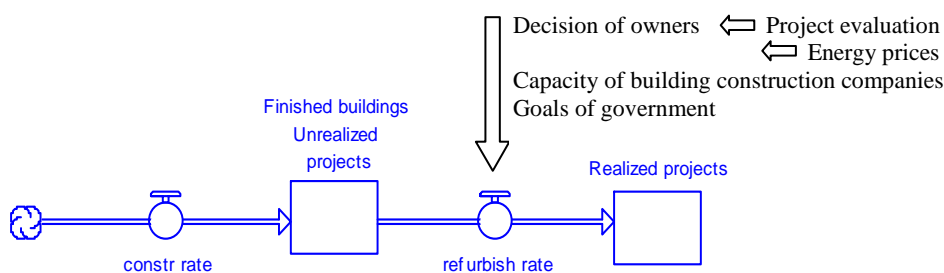 Decision of owners Project evaluation
Energy prices
Capacity of building construction companies
Goals of government
Finished buildings
Unrealized
projects
Realized projects
constr rate
refurbish rate